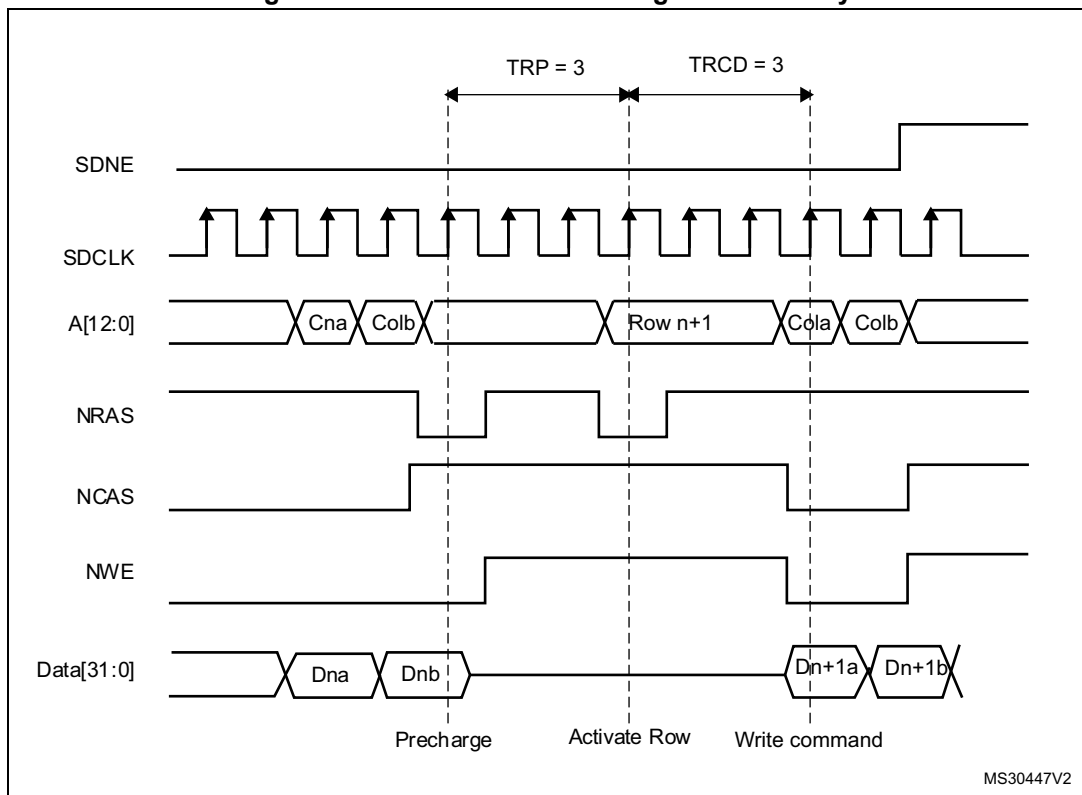 TRP = 3 TRCD = 3
SDNE
SDCLK
A[12:0] Cna Colb Row n+1 Cola Colb
NRAS
NCAS
NWE
Data[31:0] Dna Dnb Dn+1a Dn+1b
Precharge Activate Row Write command
MS30447V2